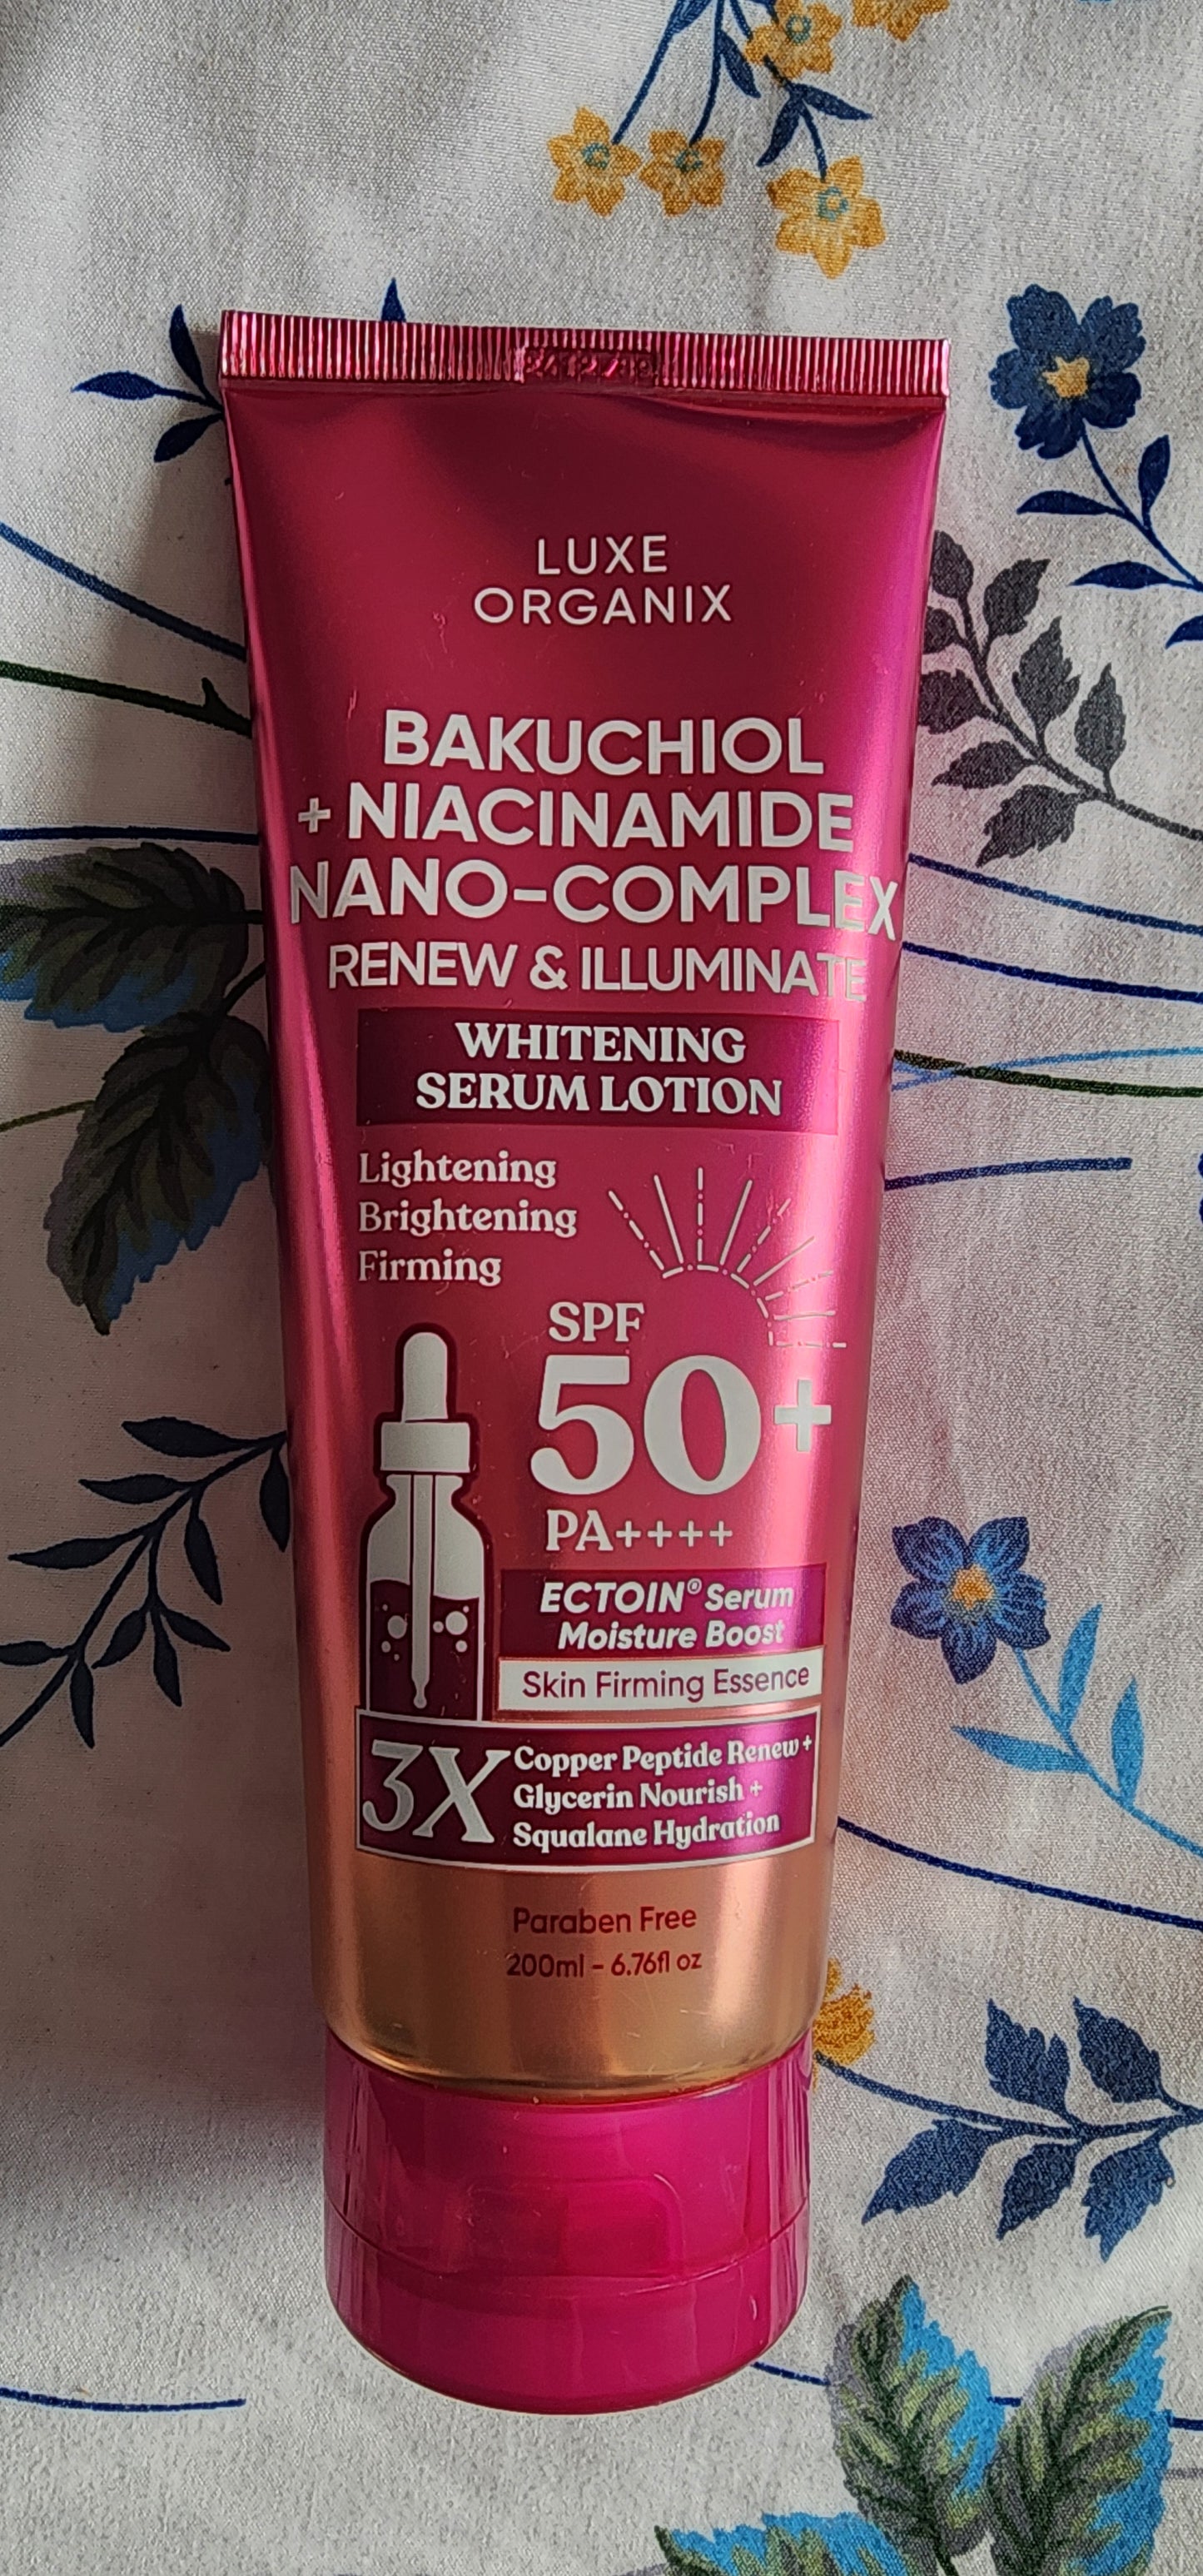 LUXE
ORGANIX
BAKUCHIOL
+ NIACINAMIDE
NANO-COMPLEX
RENEW & ILLUMINATE
WHITENING
SERUM LOTION
Lightening
Brightening
Firming
SPF
50+
PA++++
ECTOIN® Serum
Moisture Boost
Skin Firming Essence
3X
Copper Peptide Renew +
Glycerin Nourish +
Squalane Hydration
Paraben Free
200ml - 6.76fl oz